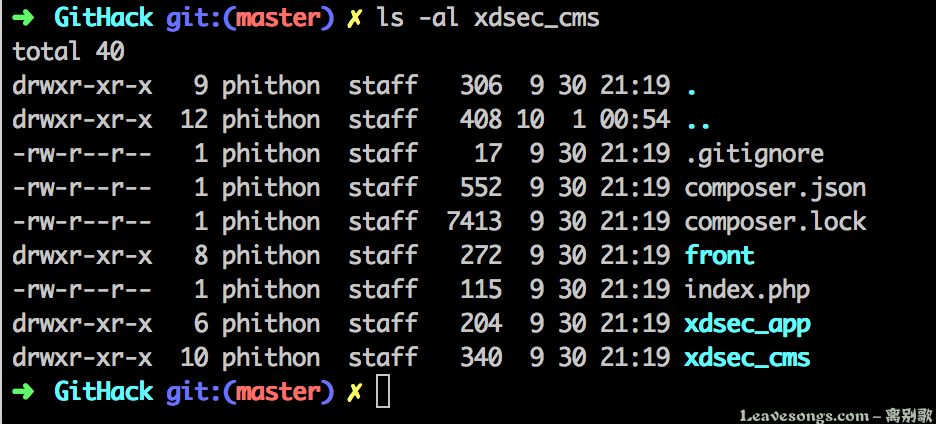 ➜ GitHack git:(master) ✗ ls -al xdsec_cms
total 40
drwxr-xr-x   9 phithon  staff   306  9 30 21:19 .
drwxr-xr-x  12 phithon  staff   408 10  1 00:54 ..
-rw-r--r--   1 phithon  staff    17  9 30 21:19 .gitignore
-rw-r--r--   1 phithon  staff   552  9 30 21:19 composer.json
-rw-r--r--   1 phithon  staff  7413  9 30 21:19 composer.lock
drwxr-xr-x   8 phithon  staff   272  9 30 21:19 front
-rw-r--r--   1 phithon  staff   115  9 30 21:19 index.php
drwxr-xr-x   6 phithon  staff   204  9 30 21:19 xdsec_app
drwxr-xr-x  10 phithon  staff   340  9 30 21:19 xdsec_cms
➜ GitHack git:(master) ✗
Leavesongs.com – 离别歌